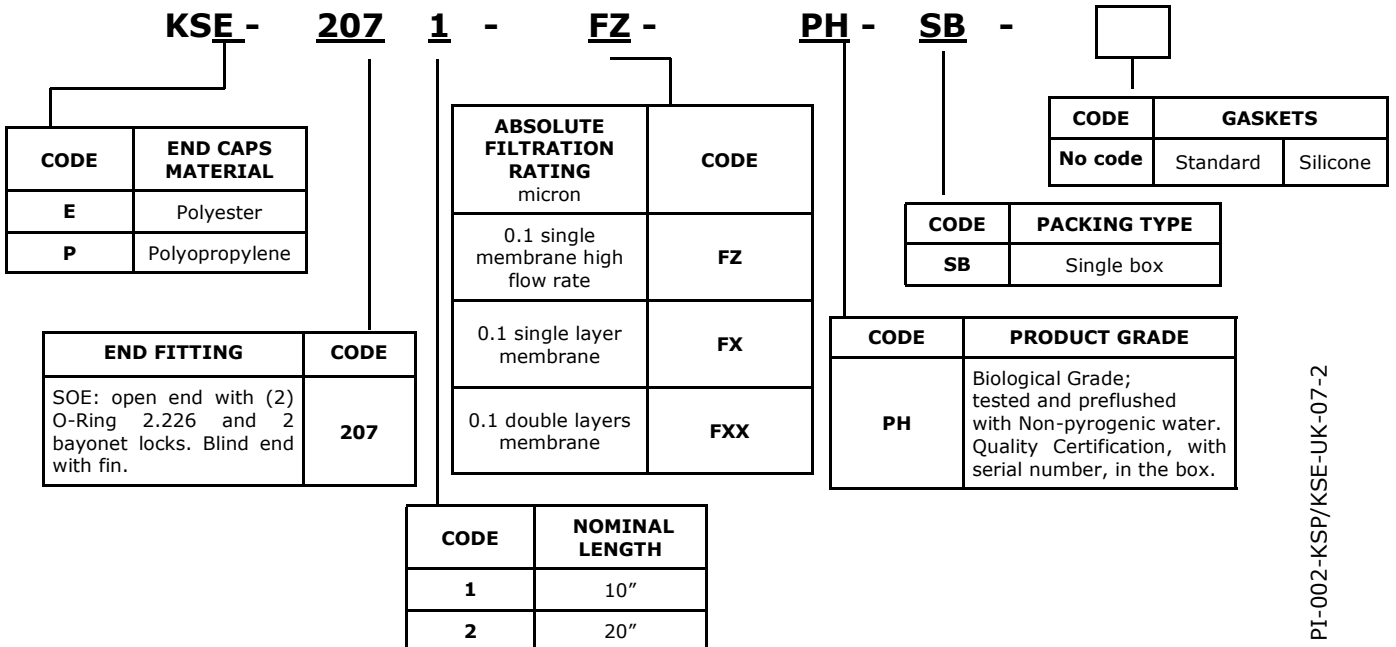 KSE - 207 1 - FZ - PH - SB -
CODE END CAPS MATERIAL
E Polyester
P Polyopropylene
END FITTING CODE
SOE: open end with (2)
O-Ring 2.226 and 2
bayonet locks. Blind end
with fin.
207
ABSOLUTE
FILTRATION
RATING
micron
CODE
0.1 single
membrane high
flow rate
FZ
0.1 single layer
membrane
FX
0.1 double layers
membrane
FXX
CODE NOMINAL LENGTH
1 10″
2 20″
CODE GASKETS
No code Standard Silicone
CODE PACKING TYPE
SB Single box
CODE PRODUCT GRADE
PH
Biological Grade;
tested and preflushed
with Non-pyrogenic water.
Quality Certification, with
serial number, in the box.
PI-002-KSP/KSE-UK-07-2